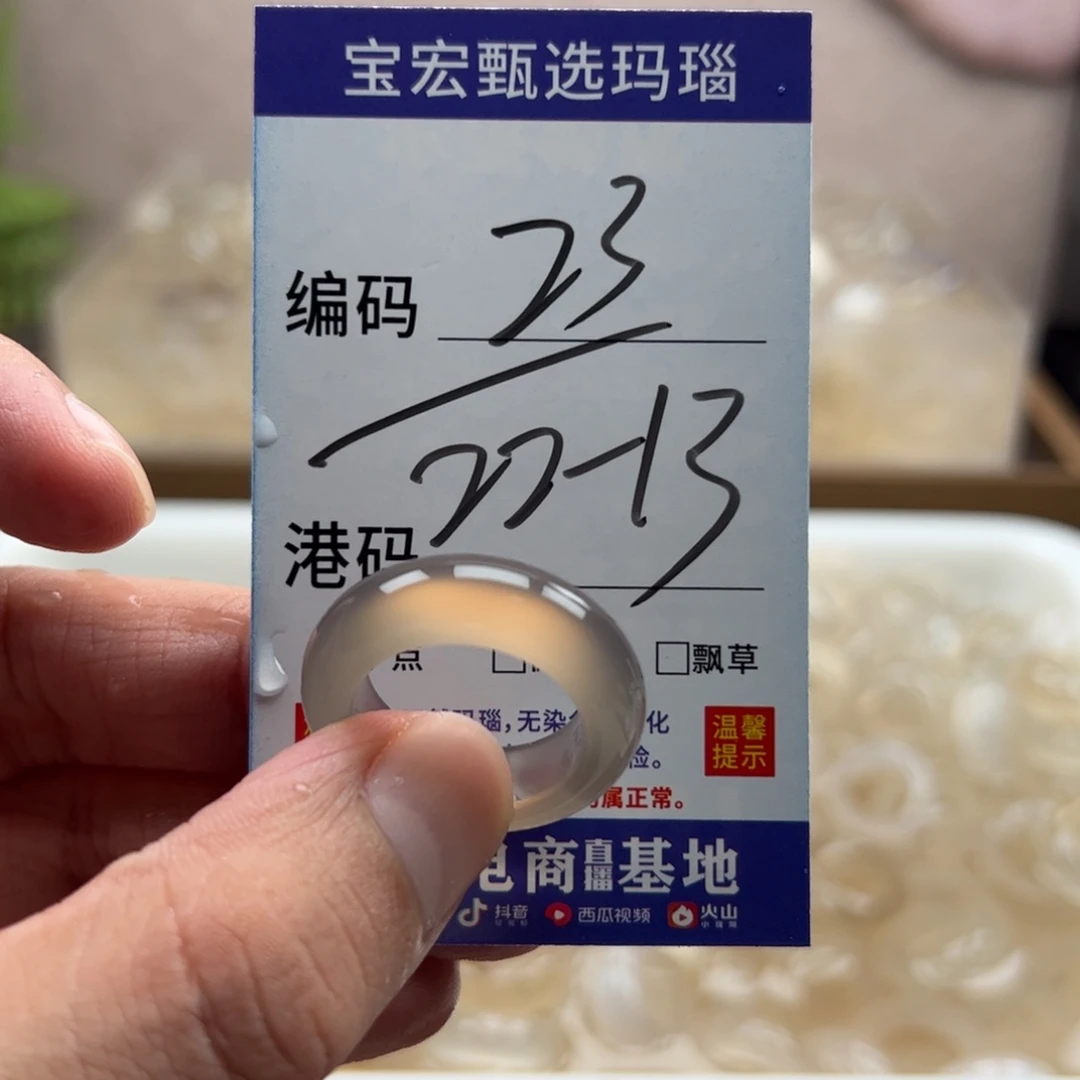 宝宏甄选玛瑙
编码 23
22-13
港码
点 飘草
玛瑙,无染 化 温馨
验。 提示
属正常。
电商直播基地
抖音 西瓜视频 火山